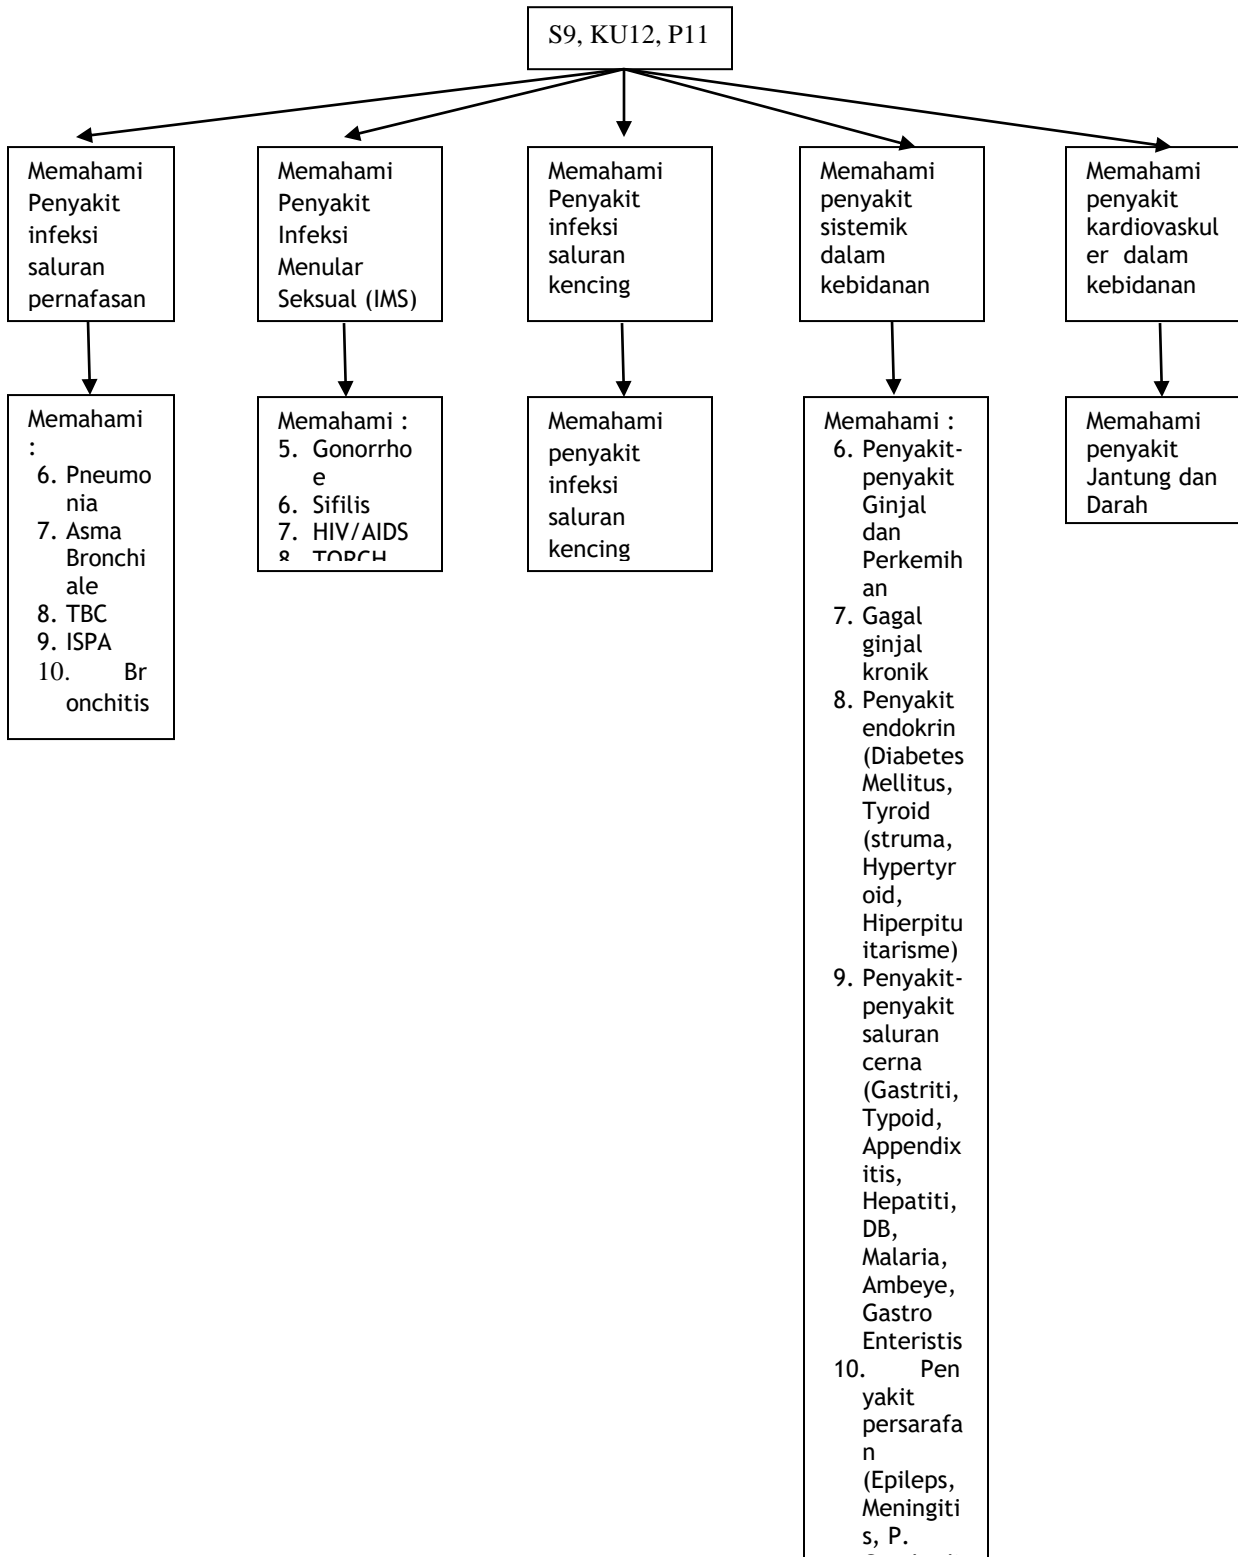 S9, KU12, P11
Memahami
Penyakit
infeksi
saluran
pernafasan
Memahami
Penyakit
Infeksi
Menular
Seksual (IMS)
Memahami
Penyakit
infeksi
saluran
kencing
Memahami
penyakit
sistemik
dalam
kebidanan
Memahami
penyakit
kardiovaskul
er dalam
kebidanan
Memahami
:
6. Pneumo
nia
7. Asma
Bronchi
ale
8. TBC
9. ISPA
10. Br
onchitis
Memahami :
5. Gonorrho
e
6. Sifilis
7. HIV/AIDS
8. TORCH
Memahami
penyakit
infeksi
saluran
kencing
Memahami :
6. Penyakit-
penyakit
Ginjal
dan
Perkemih
an
7. Gagal
ginjal
kronik
8. Penyakit
endokrin
(Diabetes
Mellitus,
Tyroid
(struma,
Hypertyr
oid,
Hiperpitu
itarisme)
9. Penyakit-
penyakit
saluran
cerna
(Gastriti,
Typoid,
Appendix
itis,
Hepatiti,
DB,
Malaria,
Ambeye,
Gastro
Enteristis
10. Pen
yakit
persarafa
n
(Epileps,
Meningiti
s, P.
Memahami
penyakit
Jantung dan
Darah